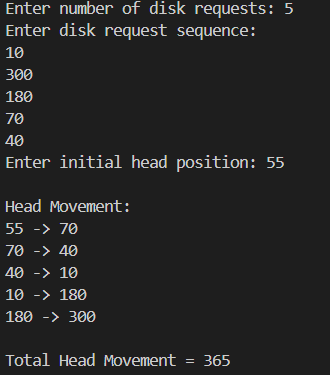 Enter number of disk requests: 5
Enter disk request sequence:
10
300
180
70
40
Enter initial head position: 55
Head Movement:
55 -> 70
70 -> 40
40 -> 10
10 -> 180
180 -> 300
Total Head Movement = 365